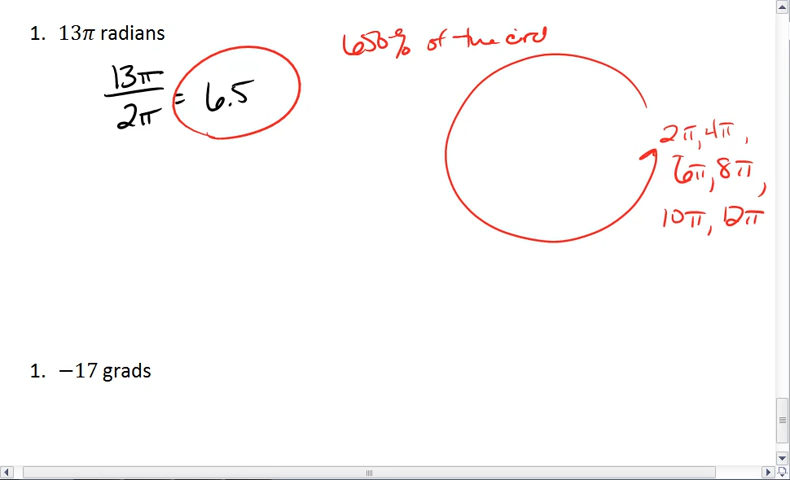 1. 13π radians
650% of the circl
13π
2π
= 6.5
2π, 4π,
6π, 8π,
10π, 12π
1. −17 grads